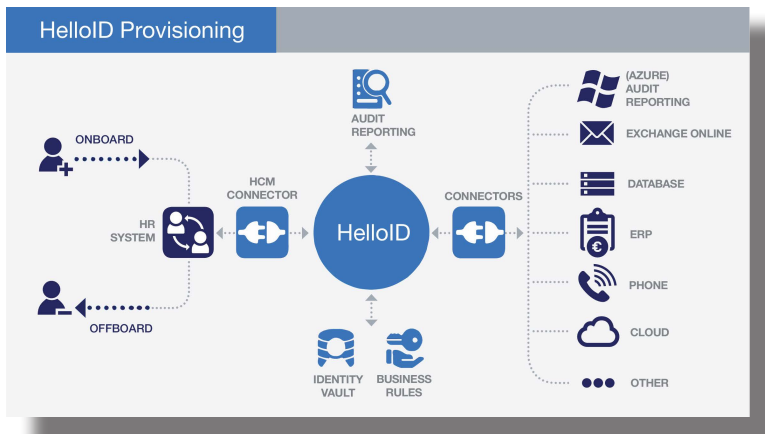 HelloID Provisioning
AUDIT
REPORTING
ONBOARD
HCM
CONNECTOR
HR
SYSTEM
HelloID
CONNECTORS
OFFBOARD
IDENTITY
VAULT
BUSINESS
RULES
(AZURE)
AUDIT
REPORTING
EXCHANGE ONLINE
DATABASE
€
ERP
PHONE
CLOUD
OTHER